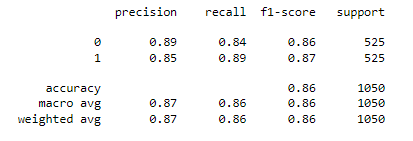 precision recall f1-score support
0 0.89 0.84 0.86 525
1 0.85 0.89 0.87 525
accuracy 0.86 1050
macro avg 0.87 0.86 0.86 1050
weighted avg 0.87 0.86 0.86 1050